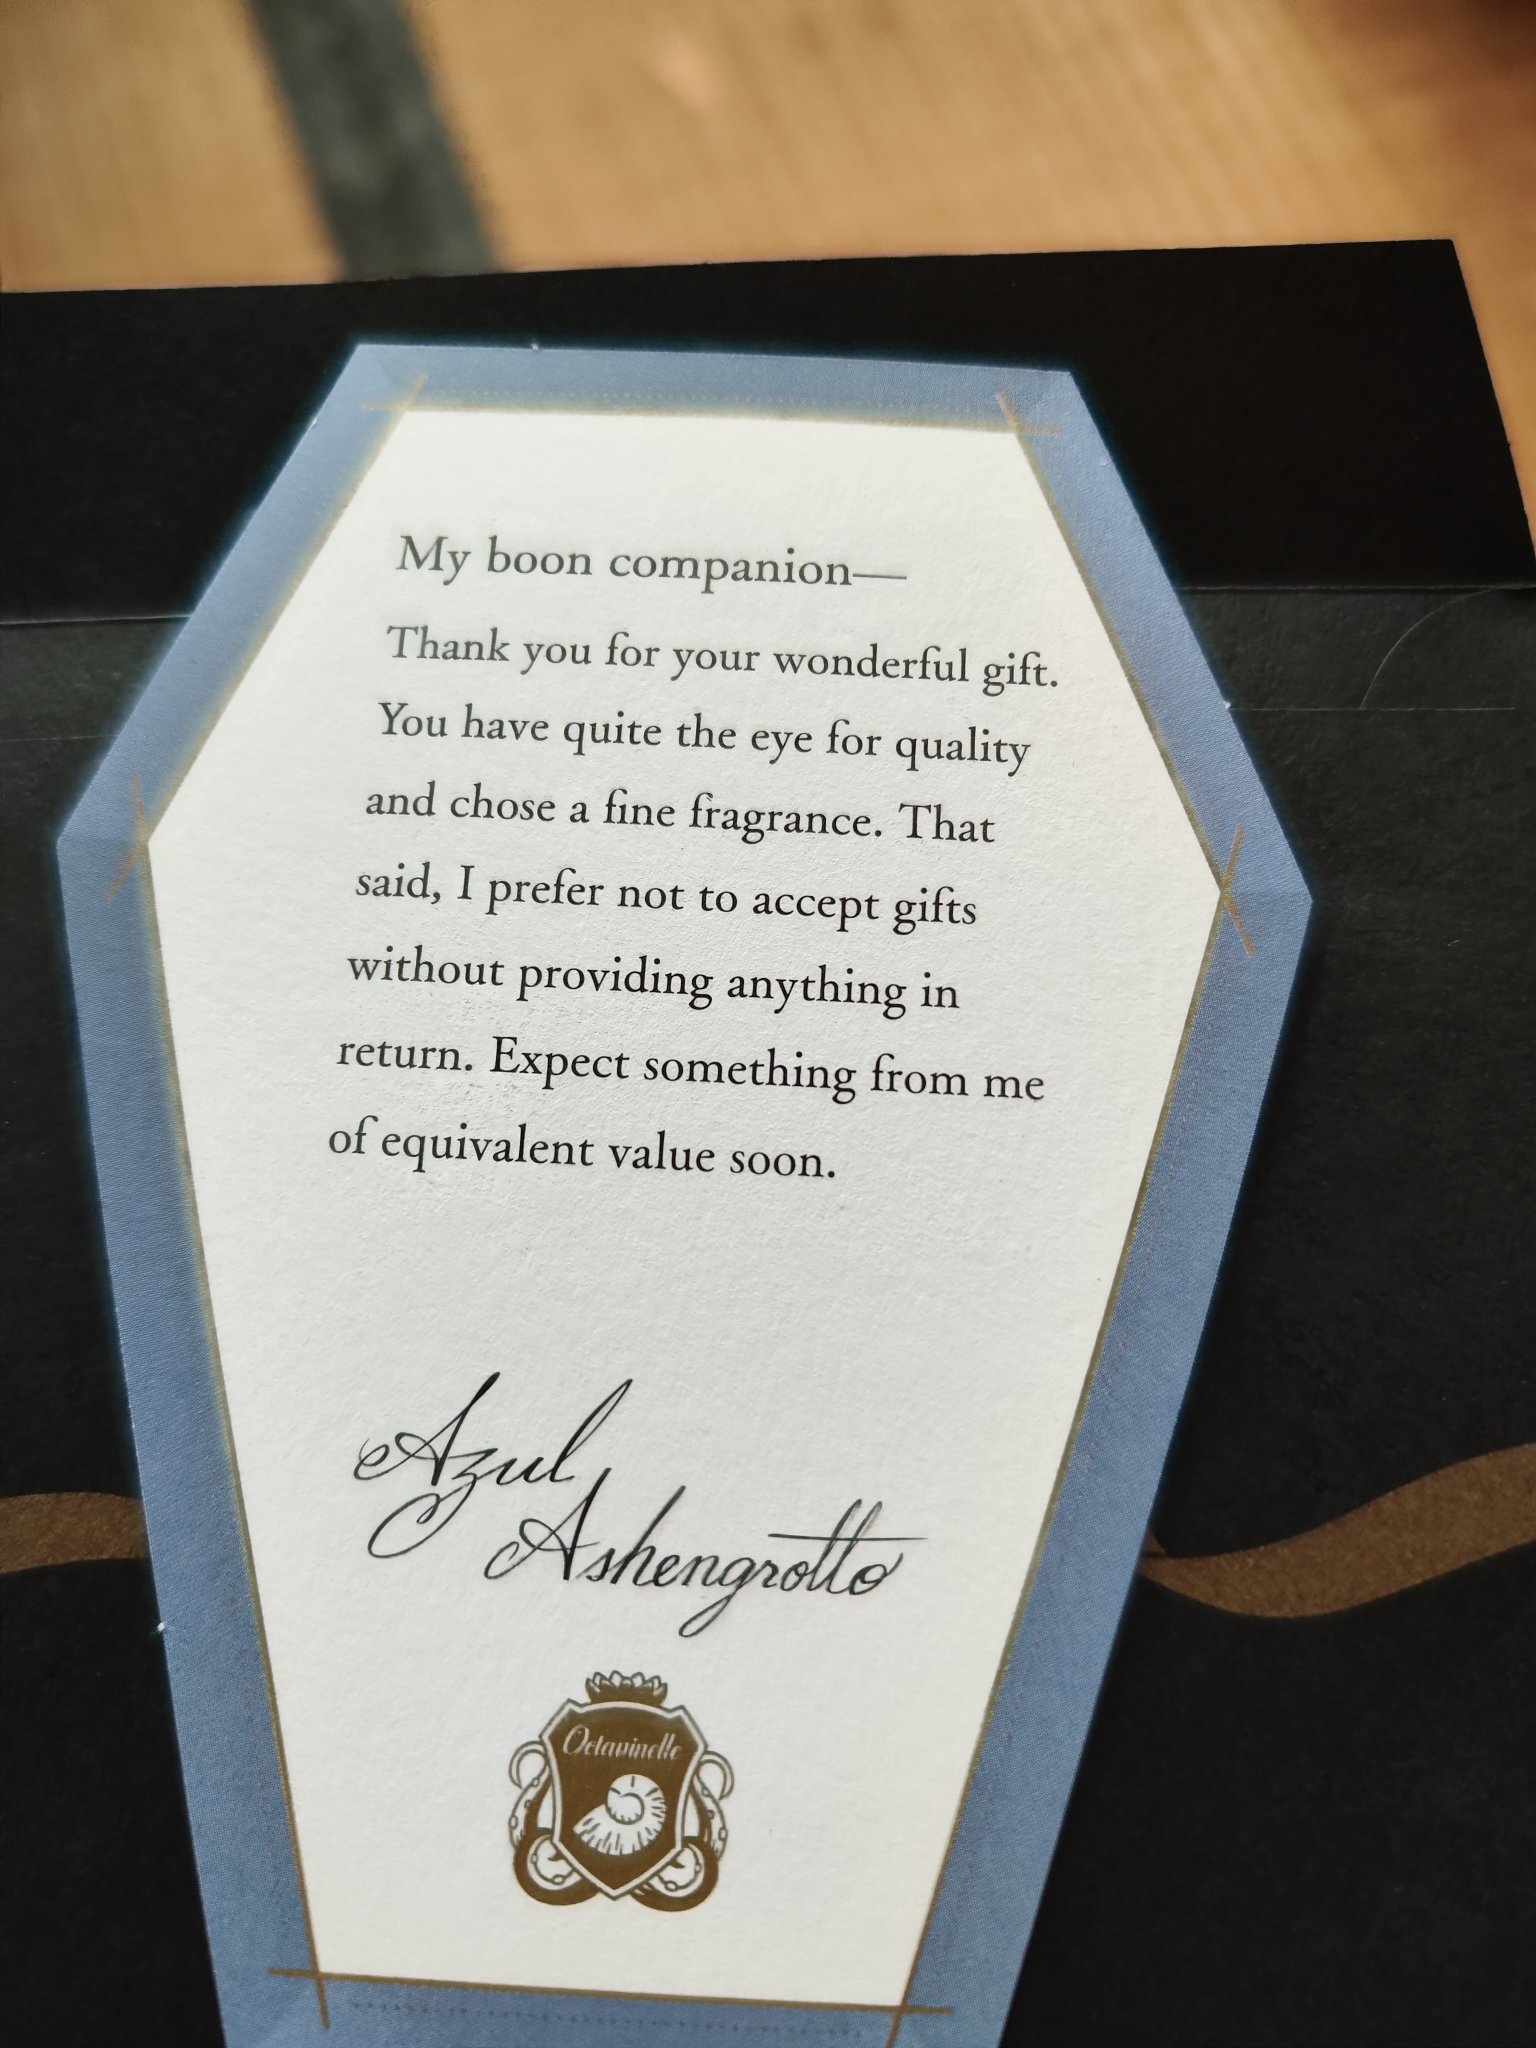 My boon companion—
Thank you for your wonderful gift.
You have quite the eye for quality
and chose a fine fragrance. That
said, I prefer not to accept gifts
without providing anything in
return. Expect something from me
of equivalent value soon.
Azul
Ashengrotto
Octavinelle